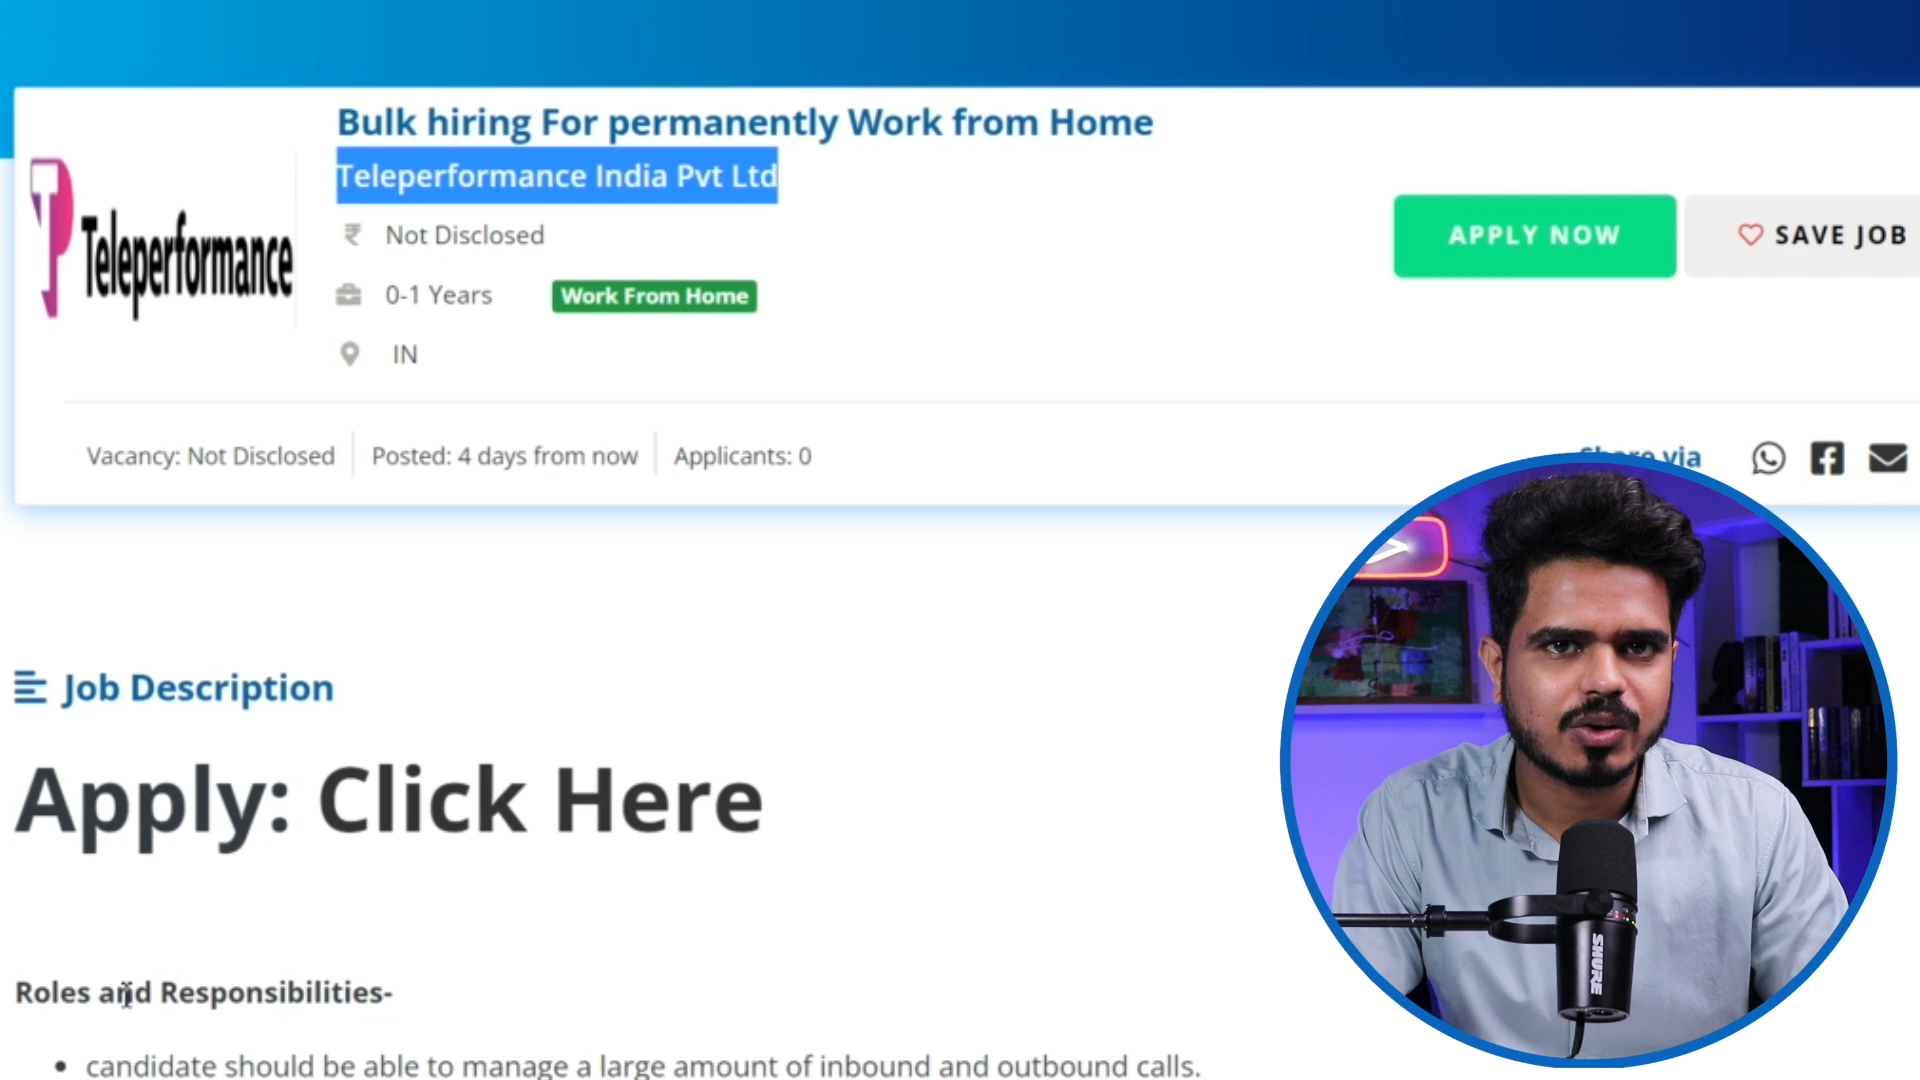 Bulk hiring For permanently Work from Home
Teleperformance India Pvt Ltd
Teleperformance
Not Disclosed
0-1 Years
Work From Home
IN
APPLY NOW
SAVE JOB
Vacancy: Not Disclosed
Posted: 4 days from now
Applicants: 0
Share via
Job Description
Apply: Click Here
Roles and Responsibilities-
• candidate should be able to manage a large amount of inbound and outbound calls.
SHURE